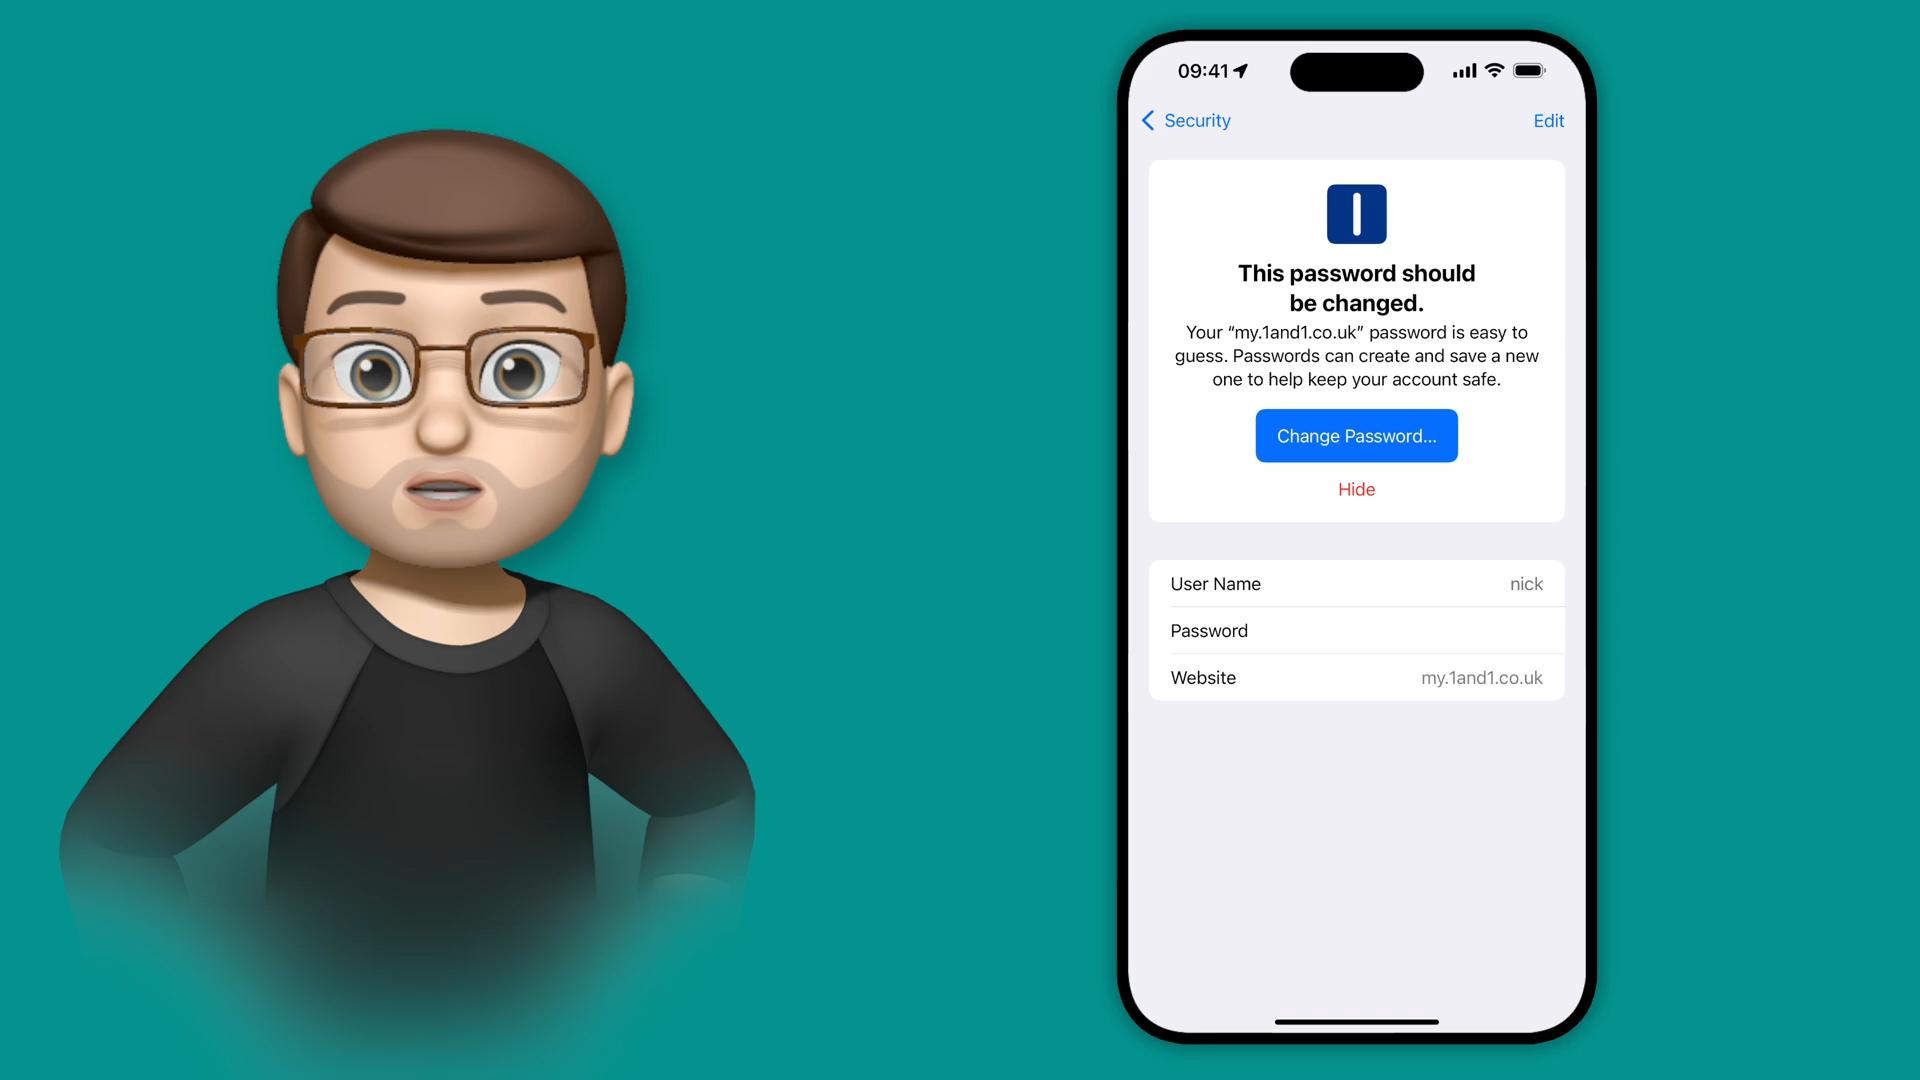 09:41
Security
Edit
This password should
be changed.
Your “my.1and1.co.uk” password is easy to
guess. Passwords can create and save a new
one to help keep your account safe.
Change Password...
Hide
User Name nick
Password
Website my.1and1.co.uk